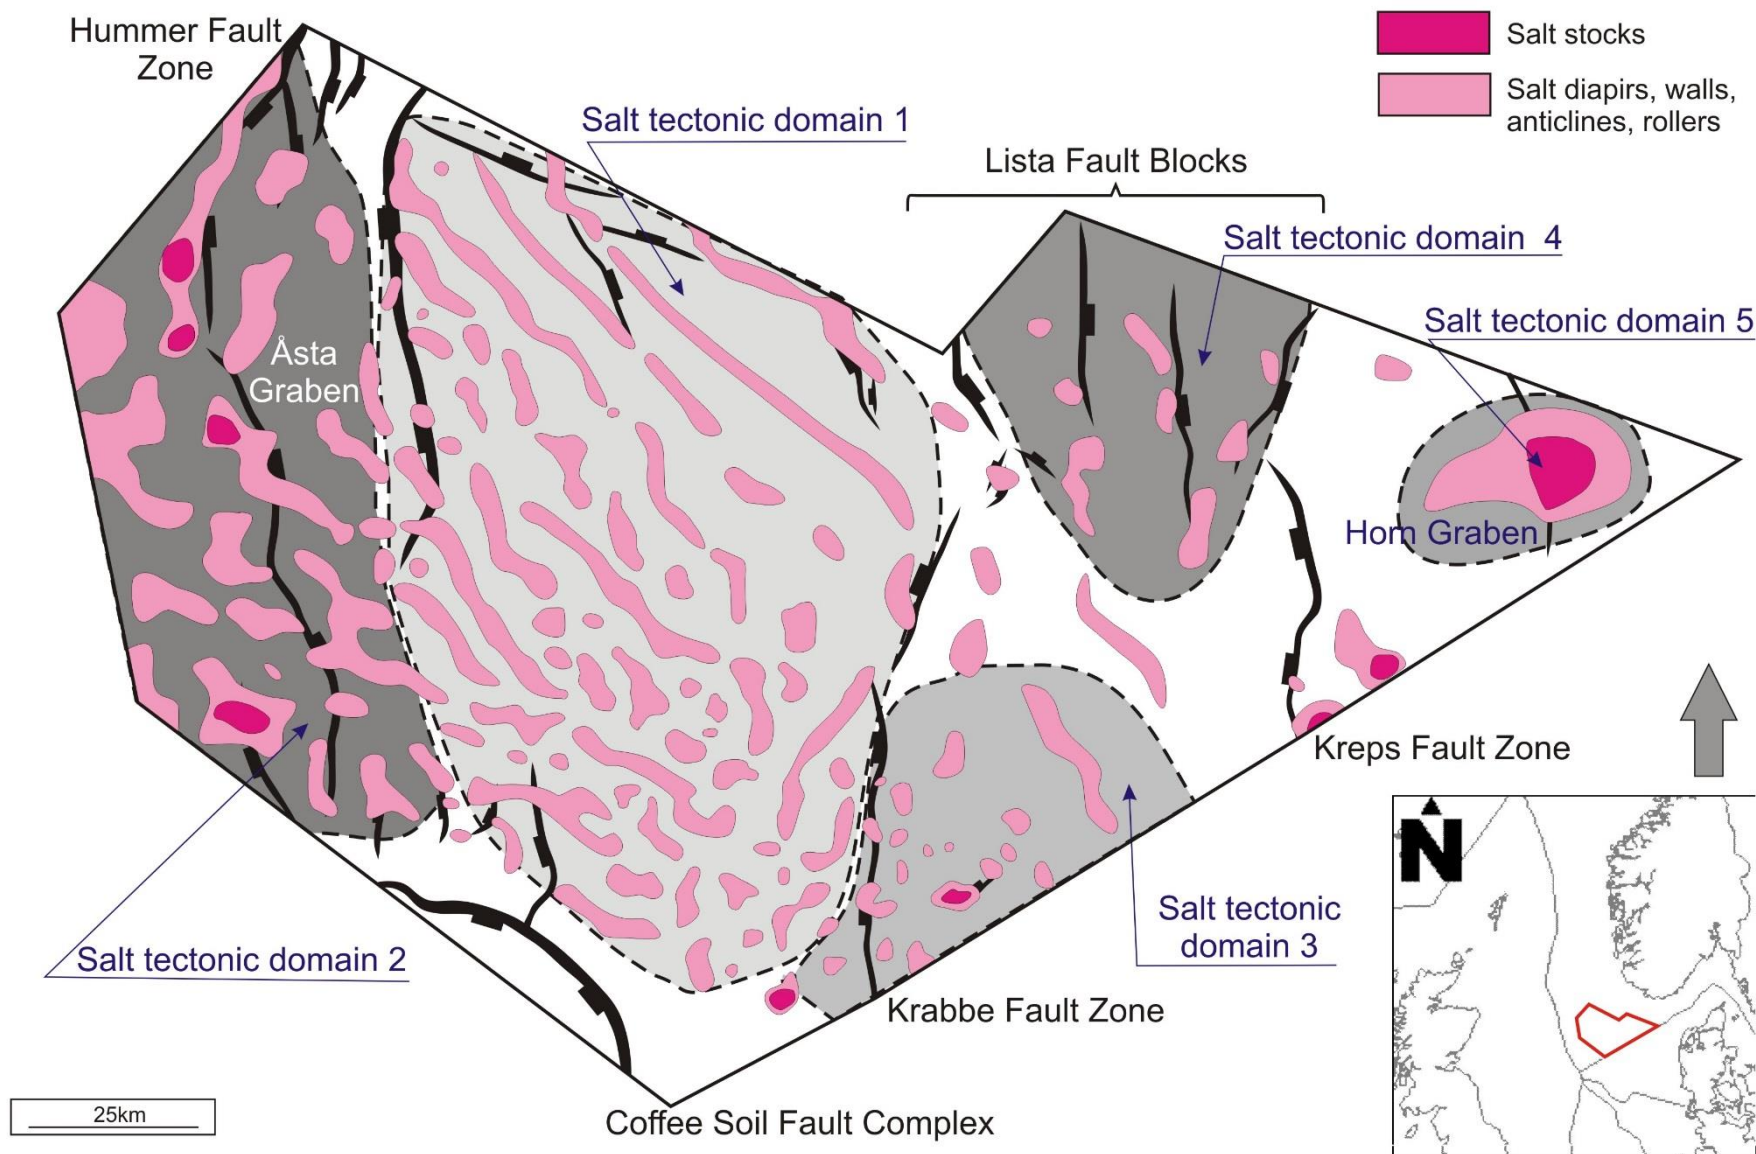 Hummer Fault
Zone
Salt stocks
Salt diapirs, walls,
anticlines, rollers
Salt tectonic domain 1
Lista Fault Blocks
Salt tectonic domain 4
Salt tectonic domain 5
Åsta
Graben
Horn Graben
Kreps Fault Zone
N
Salt tectonic
domain 3
Salt tectonic domain 2
Krabbe Fault Zone
25km
Coffee Soil Fault Complex